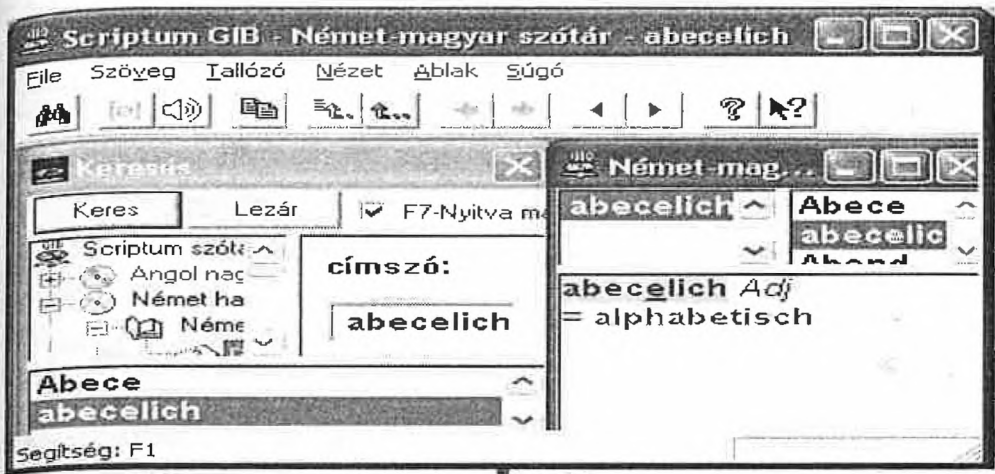 Scriptum GIB - Német-magyar szótár - abecelich
File Szöveg Tallózó Nézet Ablak Súgó
Keresés
Keres Lezár F7-Nyitva ma
Scriptum szóta
Angol nag
Német ha
Néme
címszó:
abecelich
Abece
abecelich
Német-mag...
abecelich
Abece
abecelic
Abend
abecelich Adj
= alphabetisch
Segítség: F1